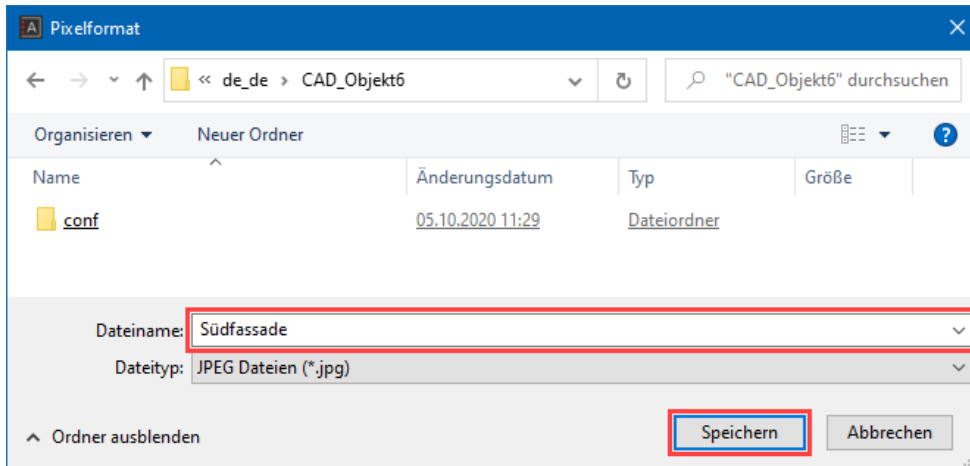 Pixelformat
« de_de > CAD_Objekt6 "CAD_Objekt6" durchsuchen
Organisieren Neuer Ordner
Name Änderungsdatum Typ Größe
conf 05.10.2020 11:29 Dateiordner
Dateiname: Südfassade
Dateityp: JPEG Dateien (*.jpg)
Ordner ausblenden Speichern Abbrechen